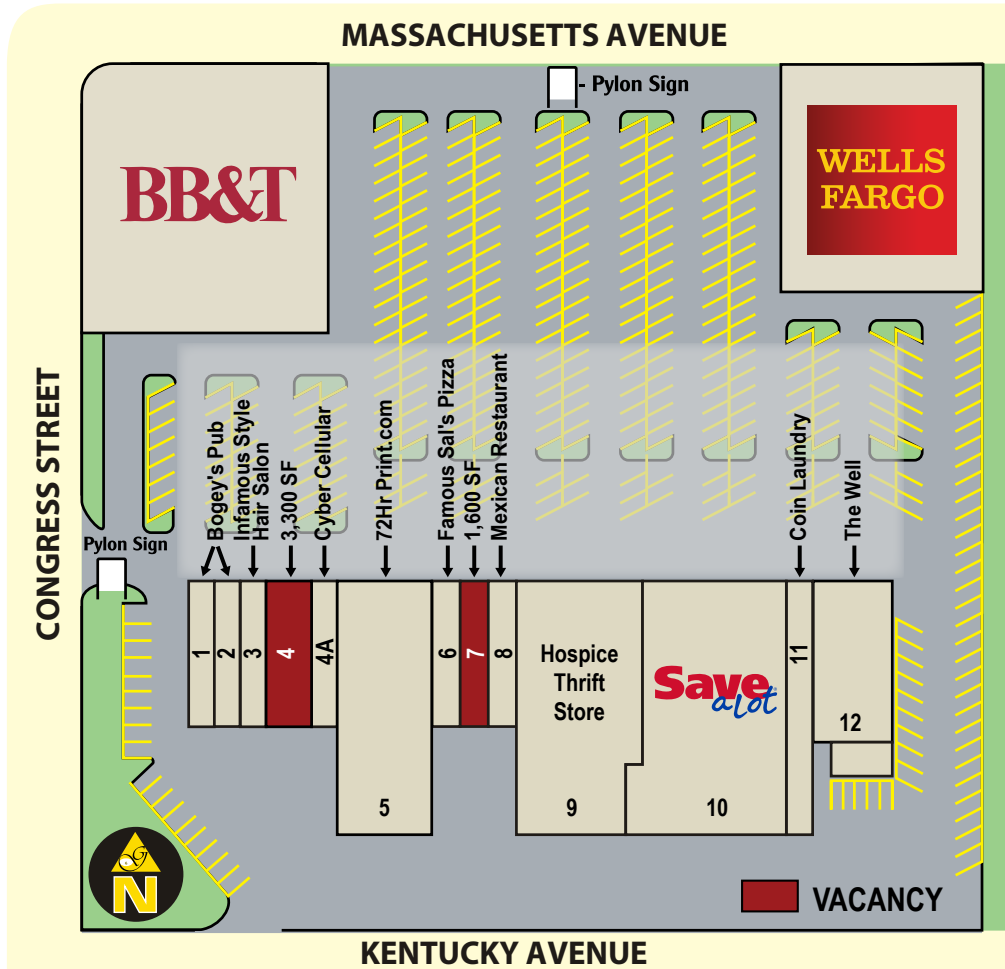 MASSACHUSETTS AVENUE
- Pylon Sign
BB&T
WELLS
FARGO
CONGRESS STREET
Pylon Sign
Bogey's Pub
Infamous Style
Hair Salon
3,300 SF
Cyber Cellular
72Hr Print.com
Famous Sal's Pizza
1,600 SF
Mexican Restaurant
Coin Laundry
The Well
1
2
3
4
4A
5
6
7
8
Hospice
Thrift
Store
9
Save
a Lot
10
11
12
G
N
VACANCY
KENTUCKY AVENUE